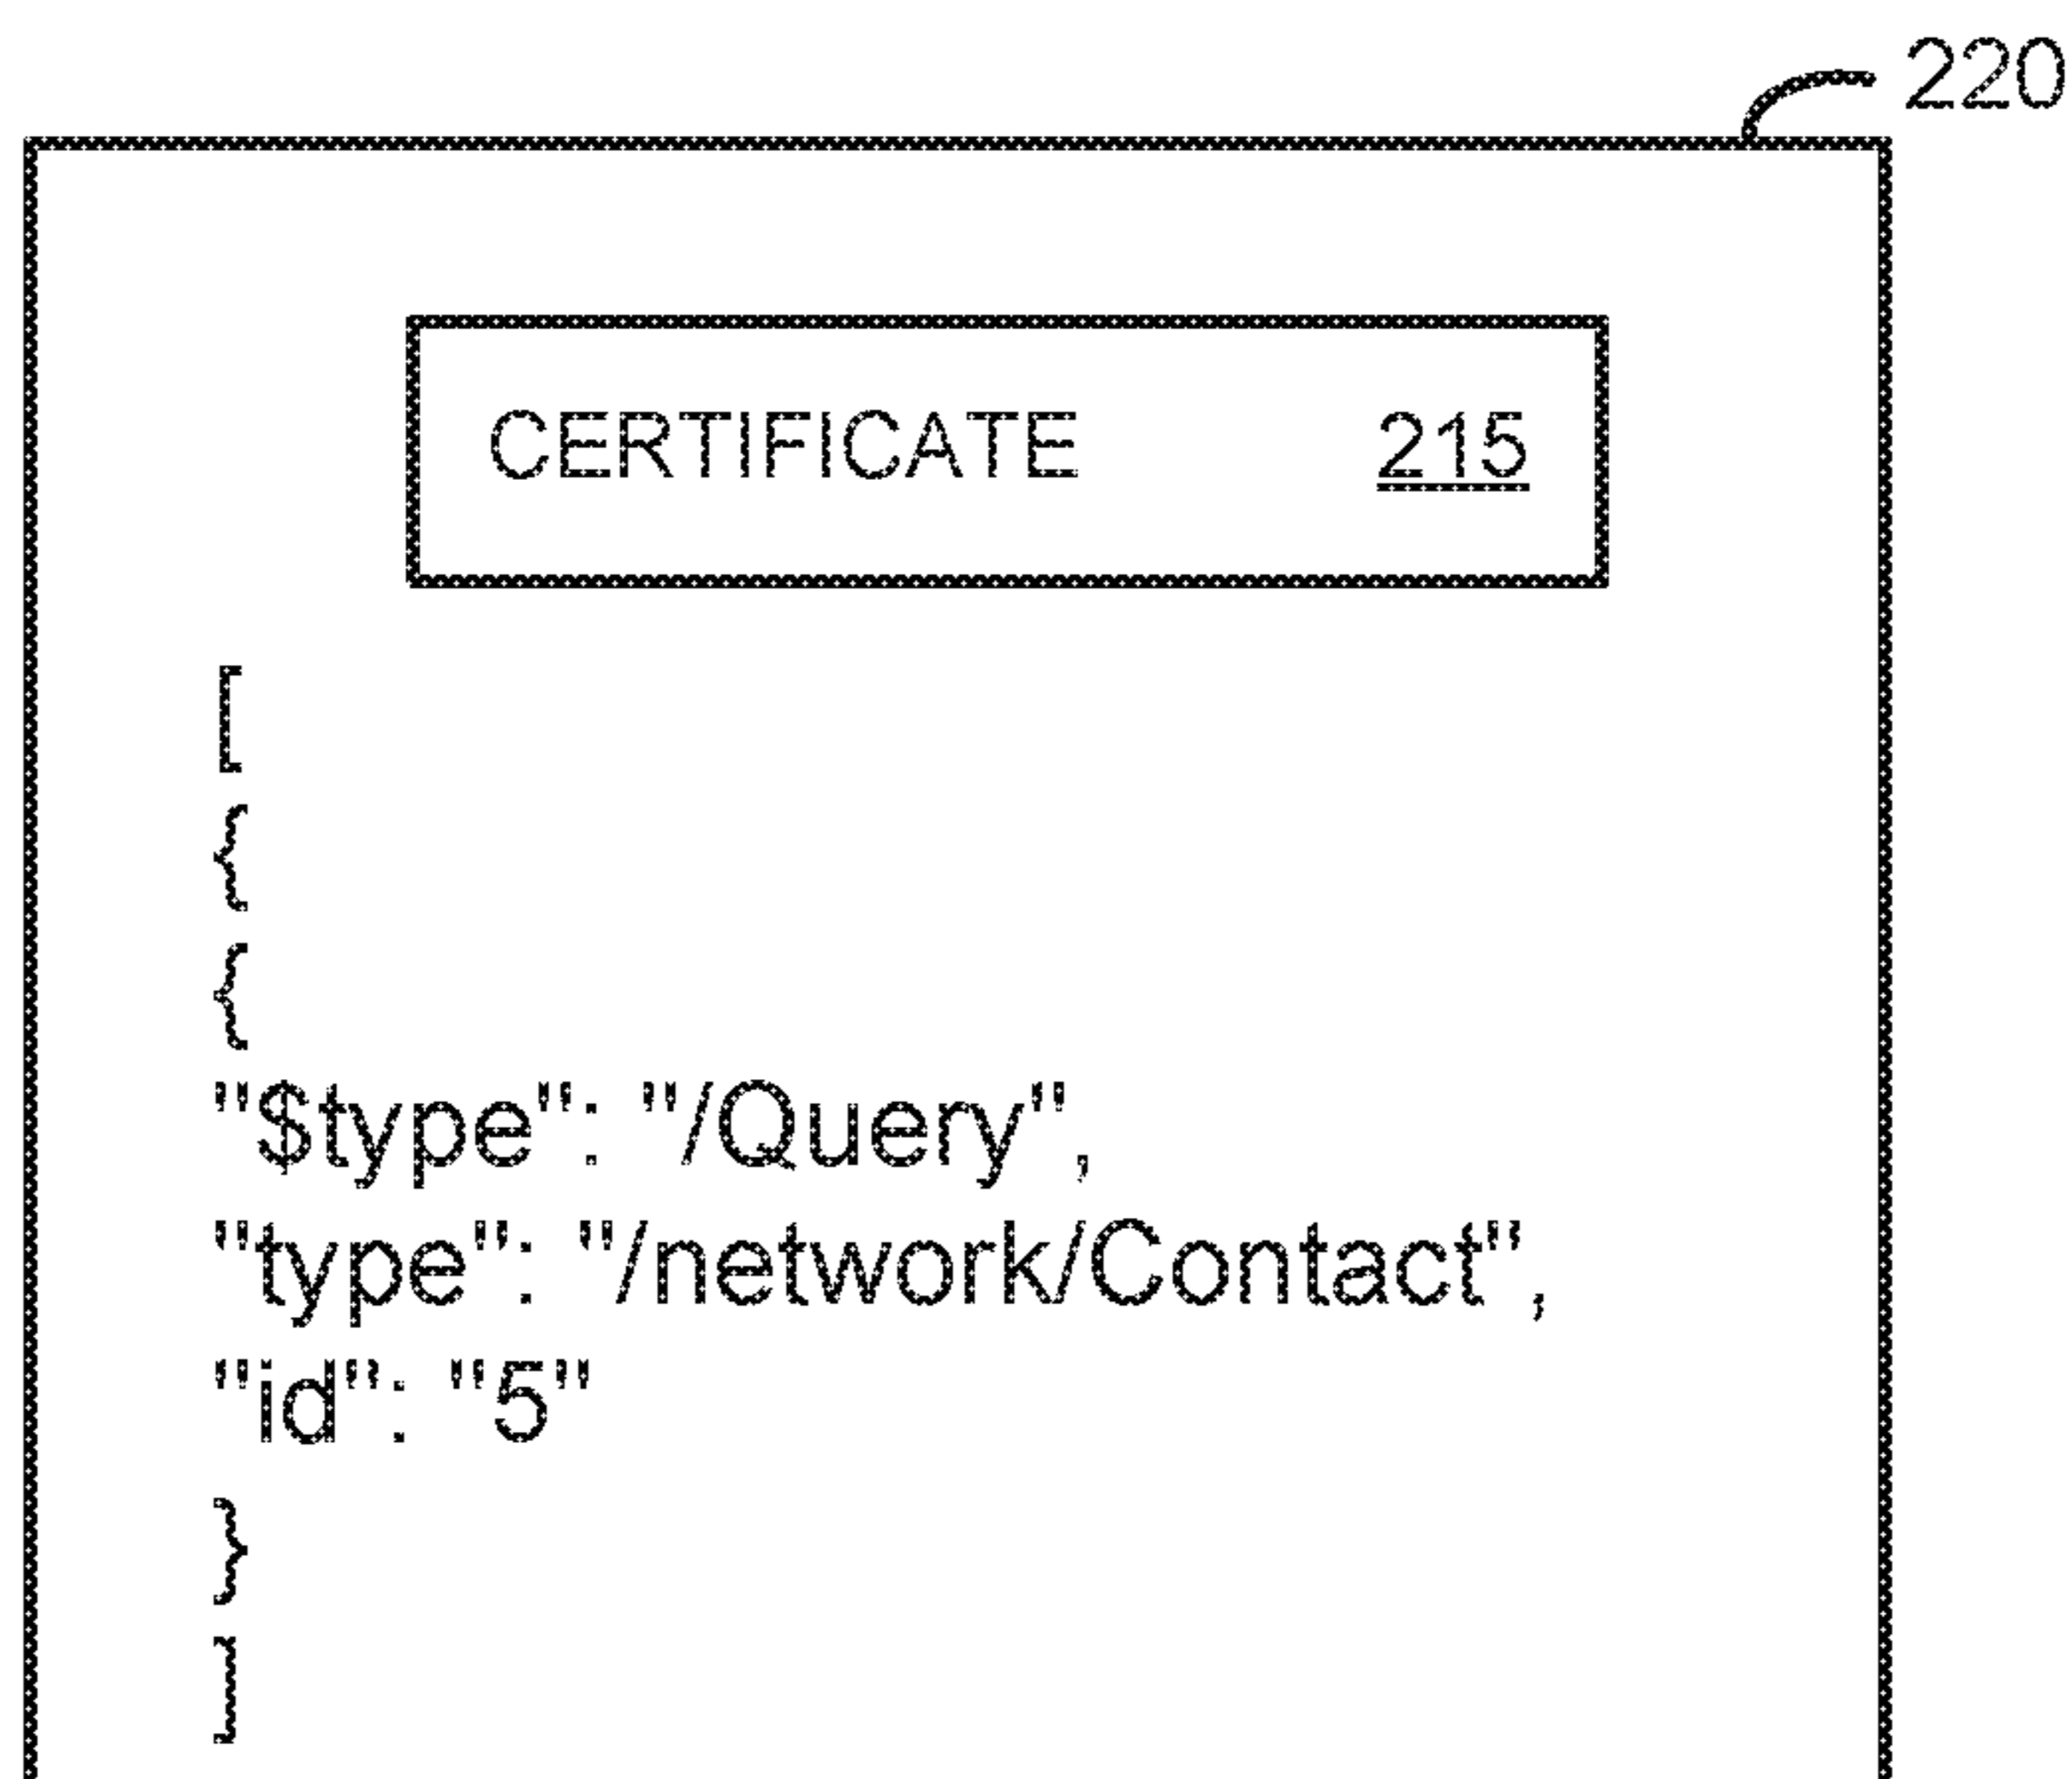 220
CERTIFICATE 215
[
{
{
"$type": "/Query",
"type": "/network/Contact",
"id": "5"
}
]